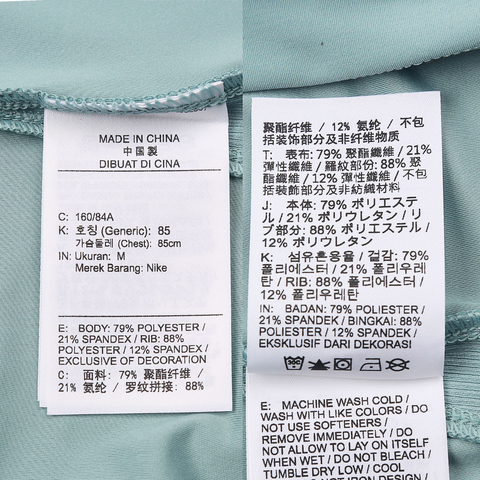 MADE IN CHINA
中国製
DIBUAT DI CINA
C: 160/84A
K: 호칭 (Generic): 85
가슴둘레 (Chest): 85cm
IN: Ukuran: M
Merek Barang: Nike
E: BODY: 79% POLYESTER /
21% SPANDEX / RIB: 88%
POLYESTER / 12% SPANDEX /
EXCLUSIVE OF DECORATION
C: 面料: 79% 聚酯纤维 /
21% 氨纶 / 罗纹拼接: 88%
聚酯纤维 / 12% 氨纶 / 不包
括装饰部分及非纤维物质
T: 表布: 79% 聚酯纖維 / 21%
彈性纖維 / 羅紋部份: 88% 聚
酯纖維 / 12% 彈性纖維 / 不包
括裝飾部分及非紡織材料
J: 本体: 79% ポリエステ
ル / 21% ポリウレタン / リ
ブ部分: 88% ポリエステル /
12% ポリウレタン
K: 섬유혼용율 / 겉감: 79%
폴리에스터 / 21% 폴리우레
탄 / RIB: 88% 폴리에스터 /
12% 폴리우레탄
IN: BADAN: 79% POLIESTER /
21% SPANDEK / BINGKAI: 88%
POLIESTER / 12% SPANDEK /
EKSKLUSIF DARI DEKORASI
E: MACHINE WASH COLD /
WASH WITH LIKE COLORS / DO
NOT USE SOFTENERS /
REMOVE IMMEDIATELY / DO
NOT ALLOW TO LAY ON ITSELF
WHEN WET / DO NOT BLEACH /
TUMBLE DRY LOW / COOL